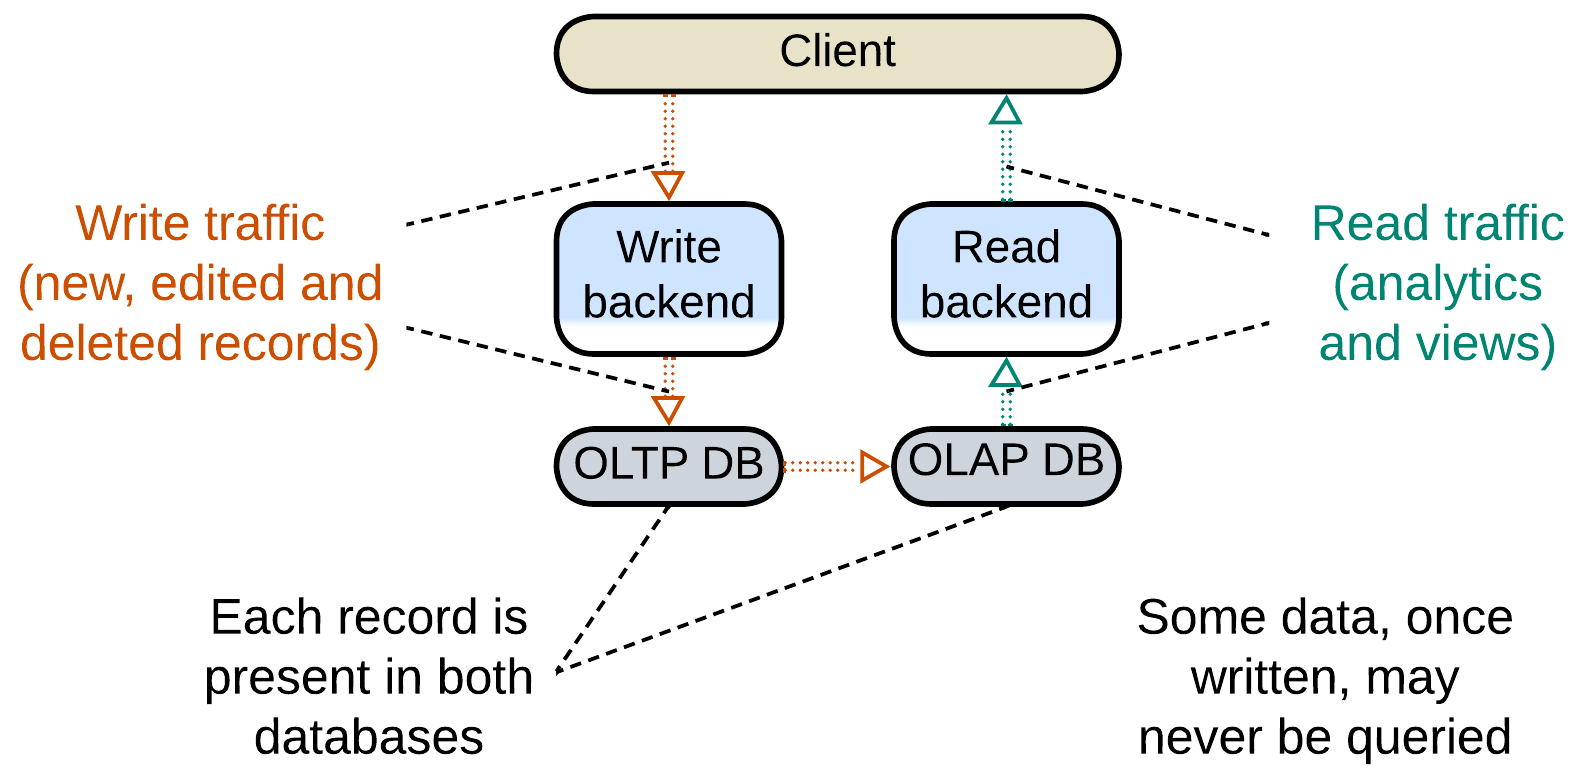 Client
Write traffic
(new, edited and
deleted records)
Write
backend
Read
backend
Read traffic
(analytics
and views)
OLTP DB
OLAP DB
Each record is
present in both
databases
Some data, once
written, may
never be queried